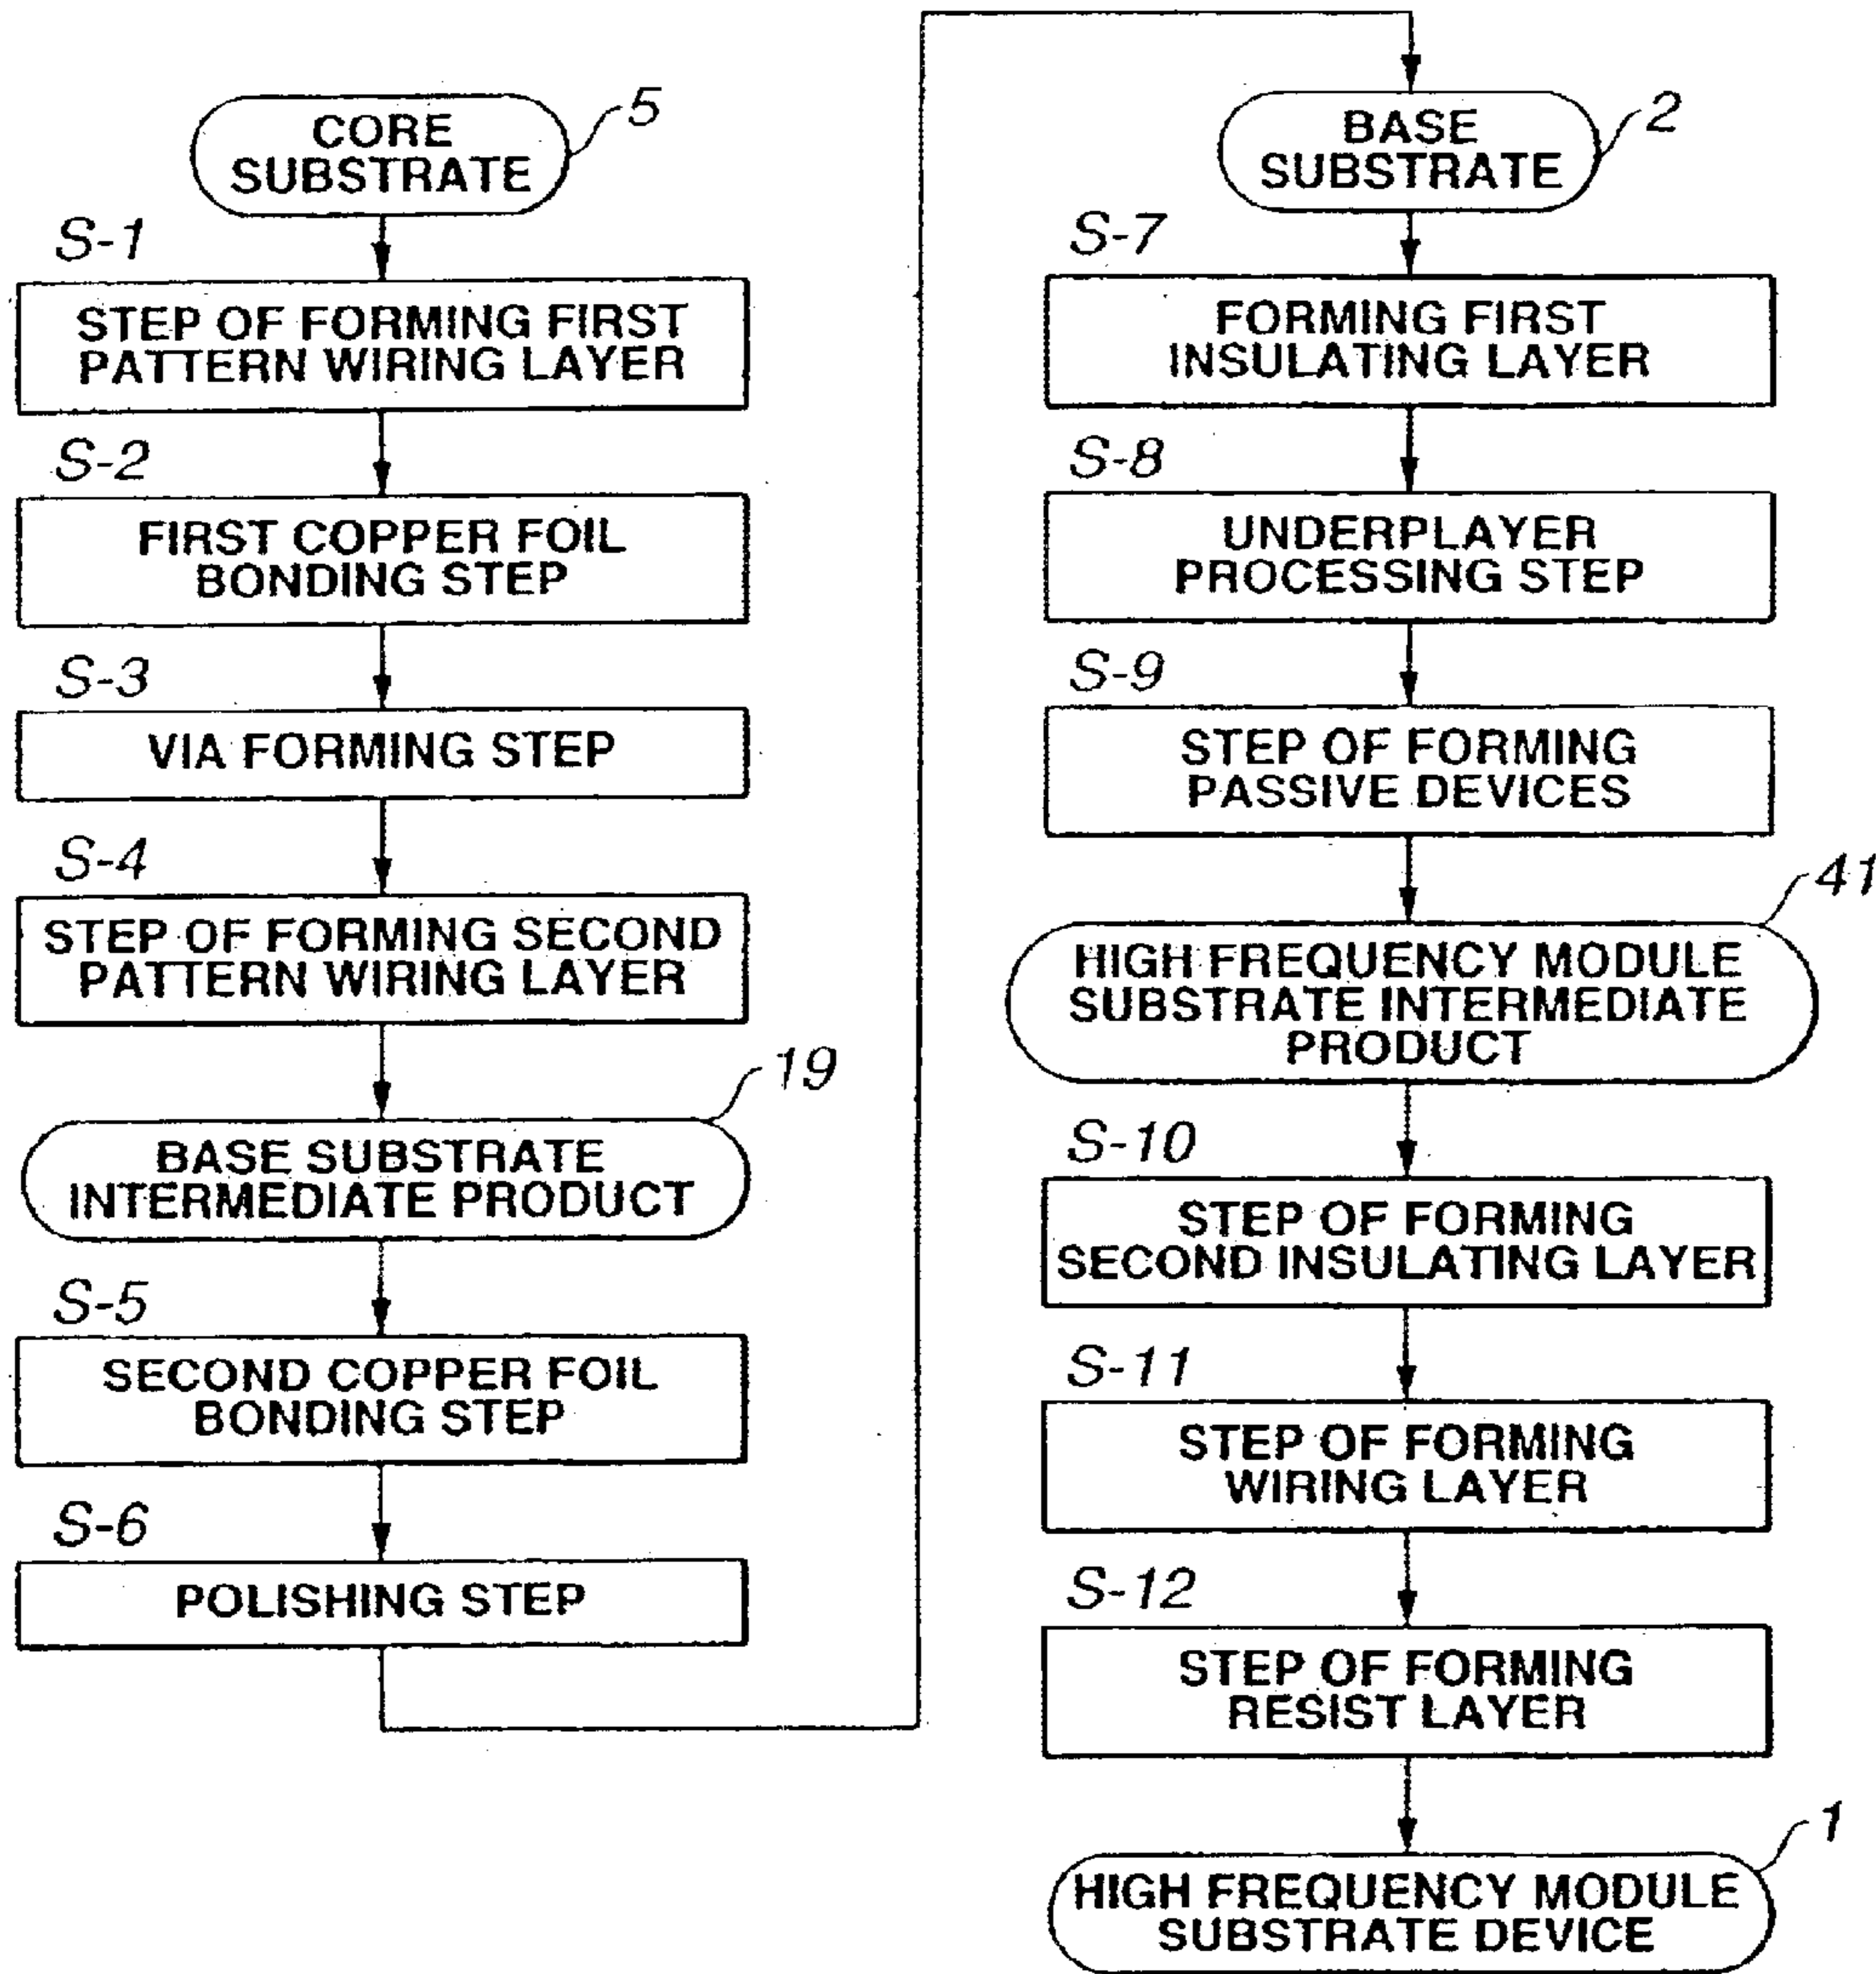 CORE
SUBSTRATE
5
S-1
STEP OF FORMING FIRST
PATTERN WIRING LAYER
S-2
FIRST COPPER FOIL
BONDING STEP
S-3
VIA FORMING STEP
S-4
STEP OF FORMING SECOND
PATTERN WIRING LAYER
19
BASE SUBSTRATE
INTERMEDIATE PRODUCT
S-5
SECOND COPPER FOIL
BONDING STEP
S-6
POLISHING STEP
BASE
SUBSTRATE
2
S-7
FORMING FIRST
INSULATING LAYER
S-8
UNDERPLAYER
PROCESSING STEP
S-9
STEP OF FORMING
PASSIVE DEVICES
41
HIGH FREQUENCY MODULE
SUBSTRATE INTERMEDIATE
PRODUCT
S-10
STEP OF FORMING
SECOND INSULATING LAYER
S-11
STEP OF FORMING
WIRING LAYER
S-12
STEP OF FORMING
RESIST LAYER
1
HIGH FREQUENCY MODULE
SUBSTRATE DEVICE